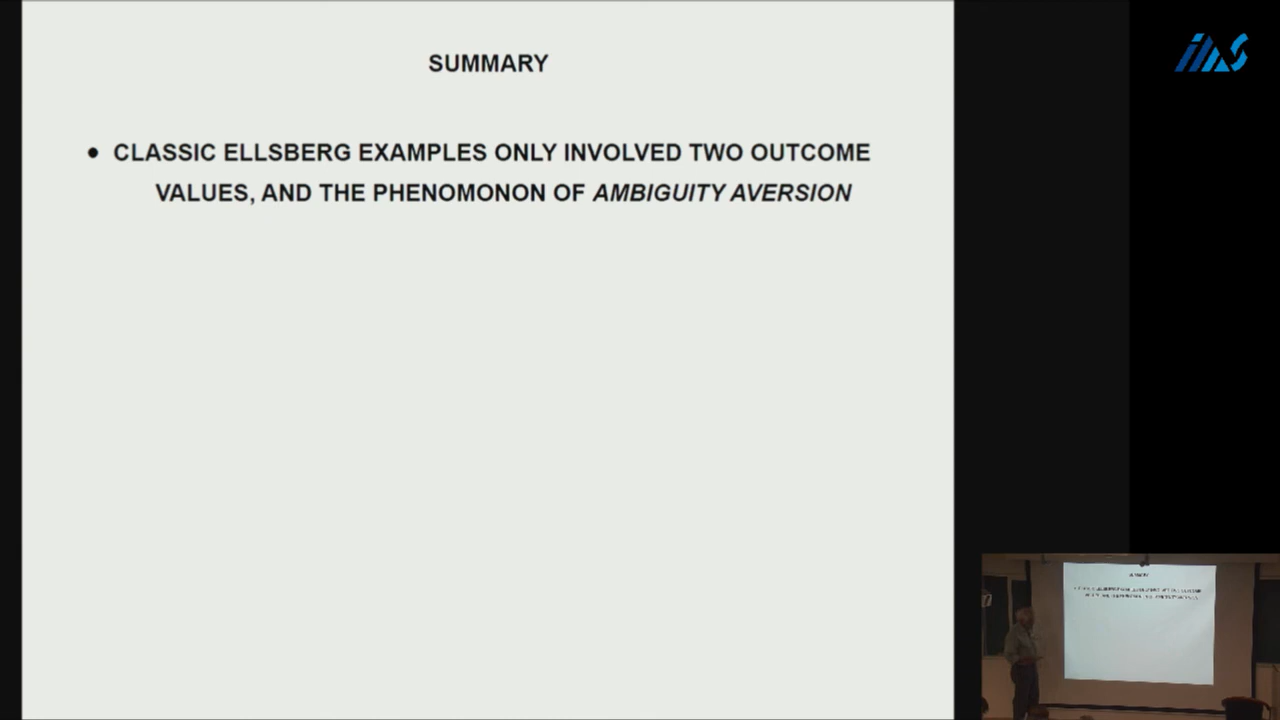 SUMMARY
• CLASSIC ELLSBERG EXAMPLES ONLY INVOLVED TWO OUTCOME
VALUES, AND THE PHENOMONON OF AMBIGUITY AVERSION